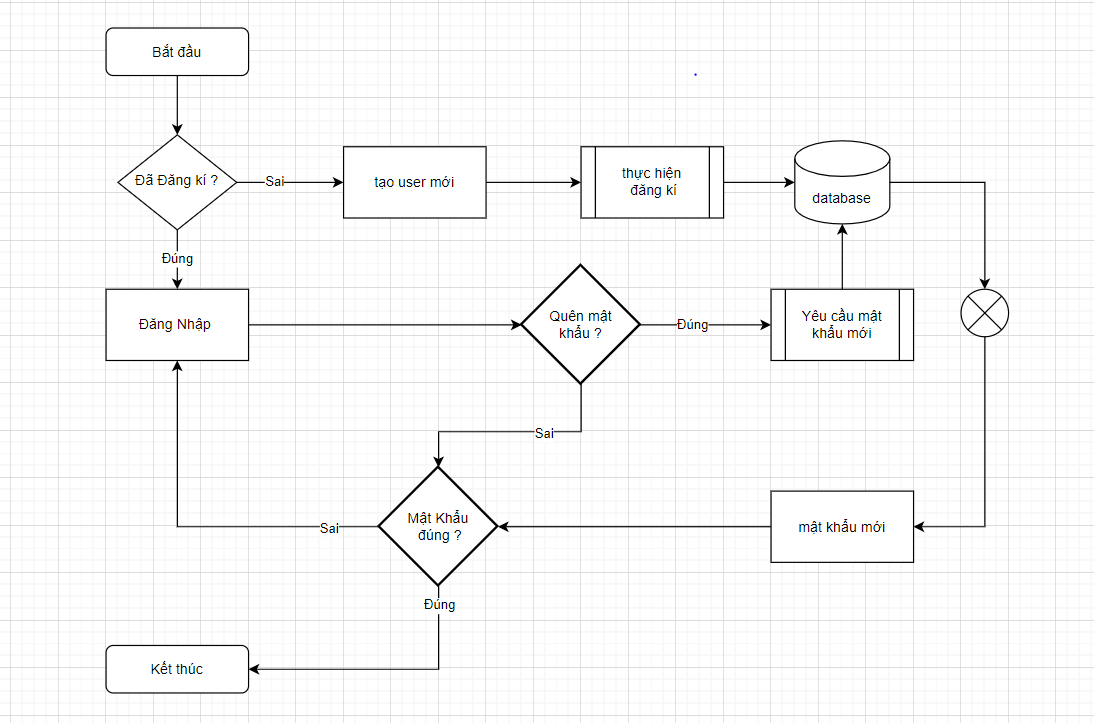 Bắt đầu
Đã Đăng kí ?
Sai
tạo user mới
thực hiện
đăng kí
database
Đúng
Đăng Nhập
Quên mật
khẩu ?
Đúng
Yêu cầu mật
khẩu mới
Sai
Mật Khẩu
đúng ?
Sai
mật khẩu mới
Đúng
Kết thúc